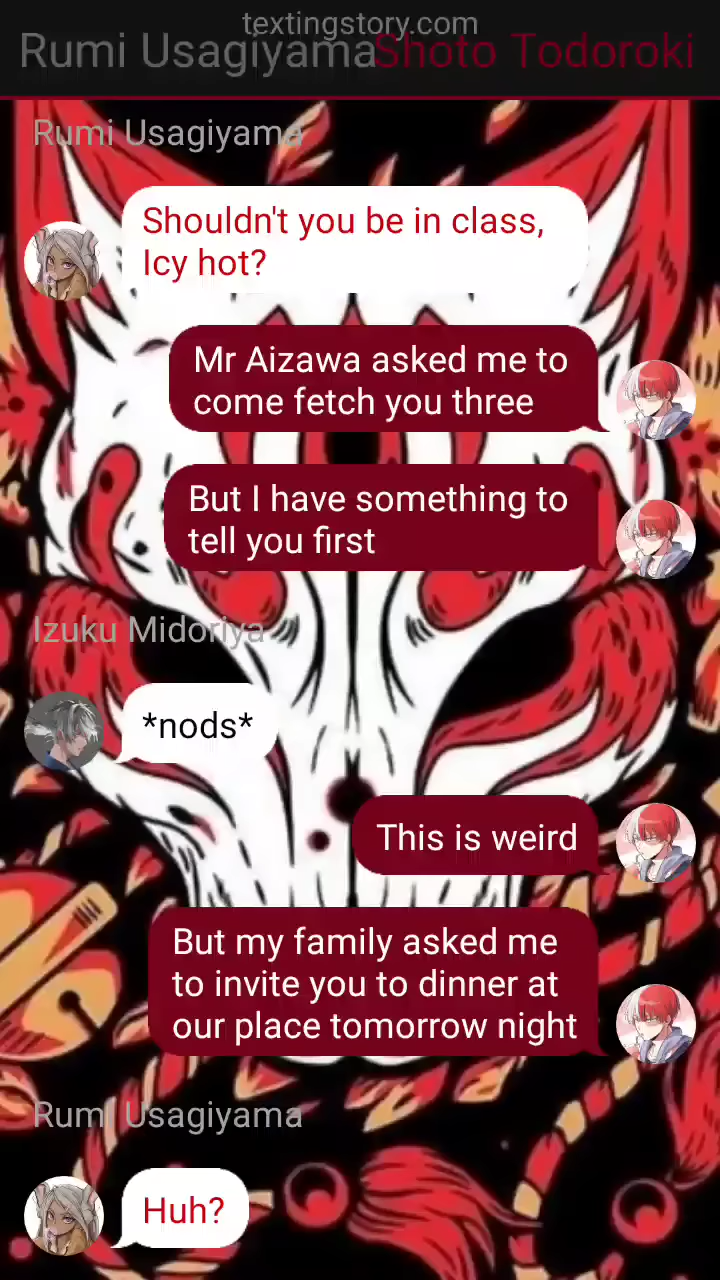 textingstory.com
Rumi Usagiyama Shoto Todoroki
Rumi Usagiyama
Shouldn't you be in class,
Icy hot?
Mr Aizawa asked me to
come fetch you three
But I have something to
tell you first
Izuku Midoriya
*nods*
This is weird
But my family asked me
to invite you to dinner at
our place tomorrow night
Rumi Usagiyama
Huh?